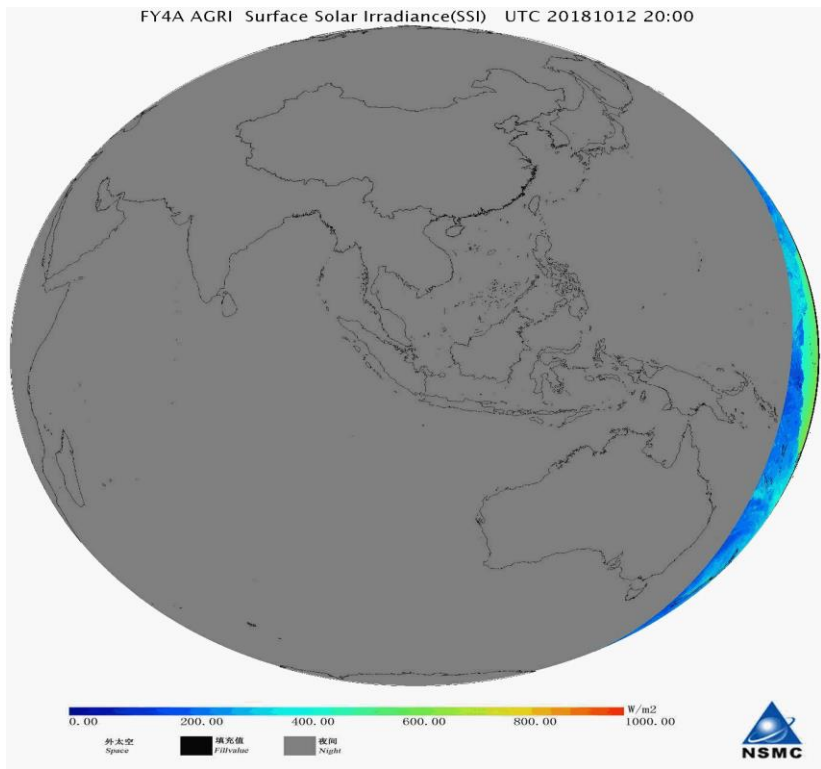 FY4A AGRI Surface Solar Irradiance(SSI) UTC 20181012 20:00
W/m2
0.00 200.00 400.00 600.00 800.00 1000.00
外太空 填充值 夜间
Space Fillvalue Night
NSMC